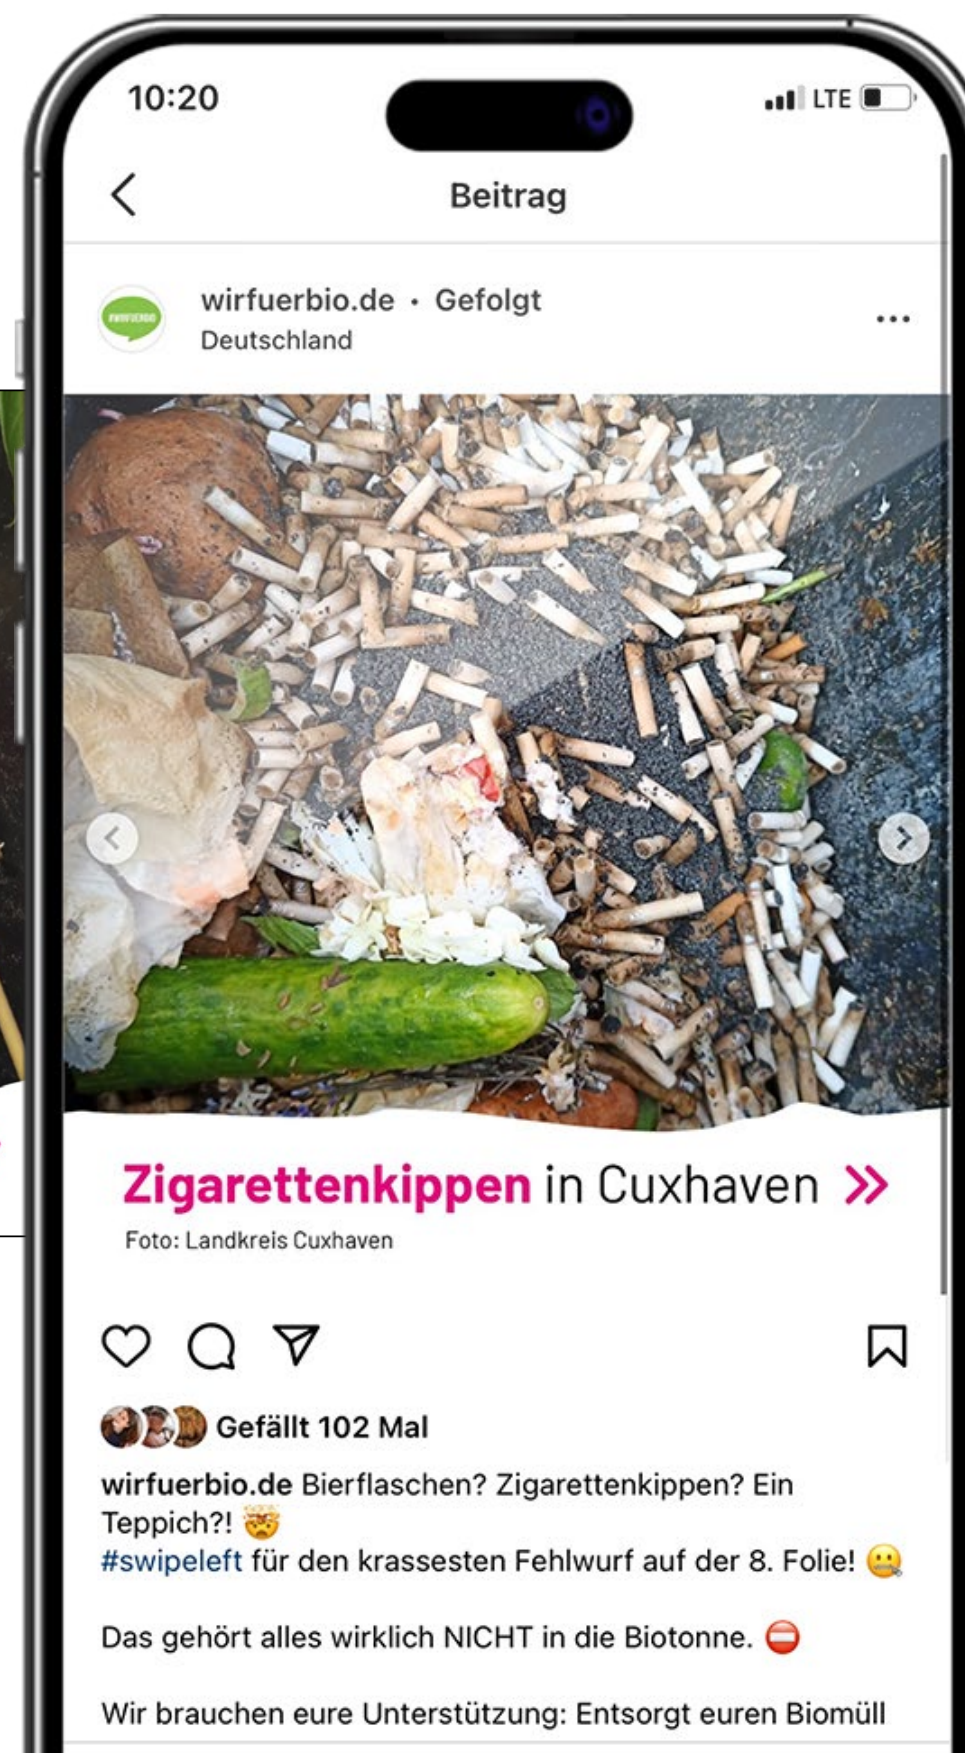 10:20
LTE
Beitrag
wirfuerbio.de • Gefolgt
Deutschland
#WIRFUERBIO
Zigarettenkippen in Cuxhaven »
Foto: Landkreis Cuxhaven
Gefällt 102 Mal
wirfuerbio.de Bierflaschen? Zigarettenkippen? Ein
Teppich?! 🤯
#swipeleft für den krassesten Fehlwurf auf der 8. Folie! 🤐
Das gehört alles wirklich NICHT in die Biotonne. ⛔
Wir brauchen eure Unterstützung: Entsorgt euren Biomüll